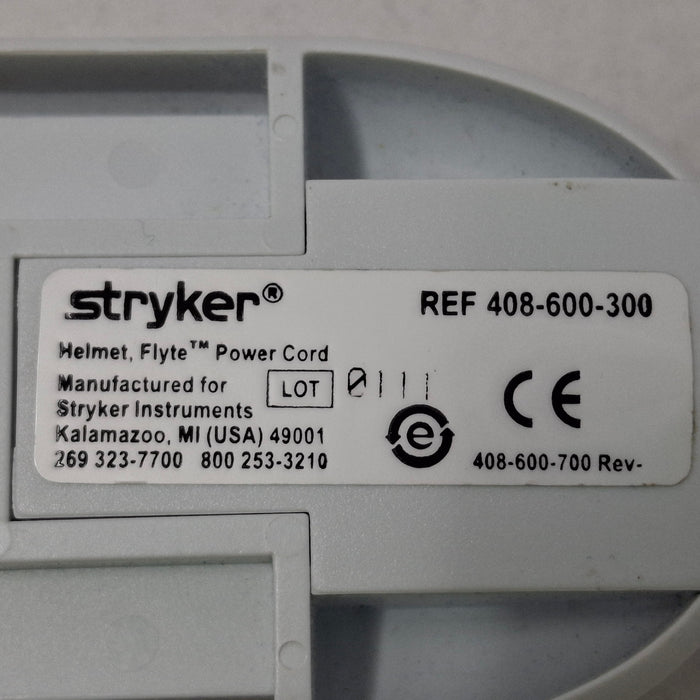 stryker®
REF 408-600-300
Helmet, Flyte™ Power Cord
Manufactured for
LOT 0111
Stryker Instruments
Kalamazoo, MI (USA) 49001
269 323-7700 800 253-3210
CE
e
408-600-700 Rev-